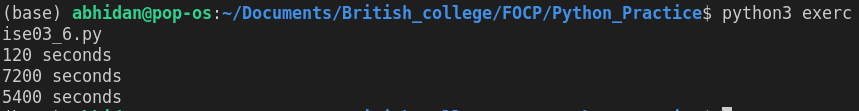 (base) abhidan@pop-os:~/Documents/British_college/FOCP/Python_Practice$ python3 exerc
ise03_6.py
120 seconds
7200 seconds
5400 seconds